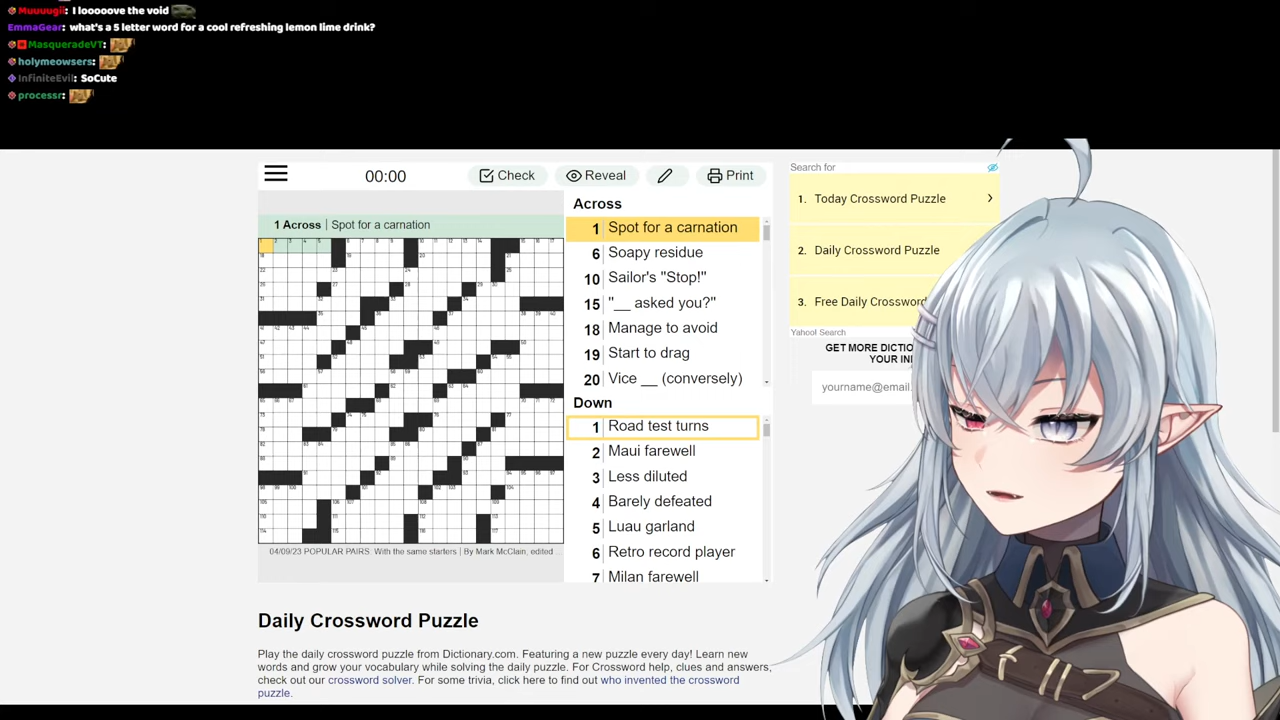 Muuuugii: I looooove the void
EmmaGear: what's a 5 letter word for a cool refreshing lemon lime drink?
MasqueradeVT:
holymeowsers:
InfiniteEvil: SoCute
processr:
00:00
Check
Reveal
Print
1 Across | Spot for a carnation
Across
1 Spot for a carnation
6 Soapy residue
10 Sailor's "Stop!"
15 "__ asked you?"
18 Manage to avoid
19 Start to drag
20 Vice __ (conversely)
Down
1 Road test turns
2 Maui farewell
3 Less diluted
4 Barely defeated
5 Luau garland
6 Retro record player
7 Milan farewell
04/09/23 POPULAR PAIRS: With the same starters | By Mark McClain, edited ...
Search for
1. Today Crossword Puzzle
2. Daily Crossword Puzzle
3. Free Daily Crossword
Yahoo! Search
GET MORE DICTIO
YOUR IN
yourname@email
Daily Crossword Puzzle
Play the daily crossword puzzle from Dictionary.com. Featuring a new puzzle every day! Learn new
words and grow your vocabulary while solving the daily puzzle. For Crossword help, clues and answers,
check out our crossword solver. For some trivia, click here to find out who invented the crossword
puzzle.